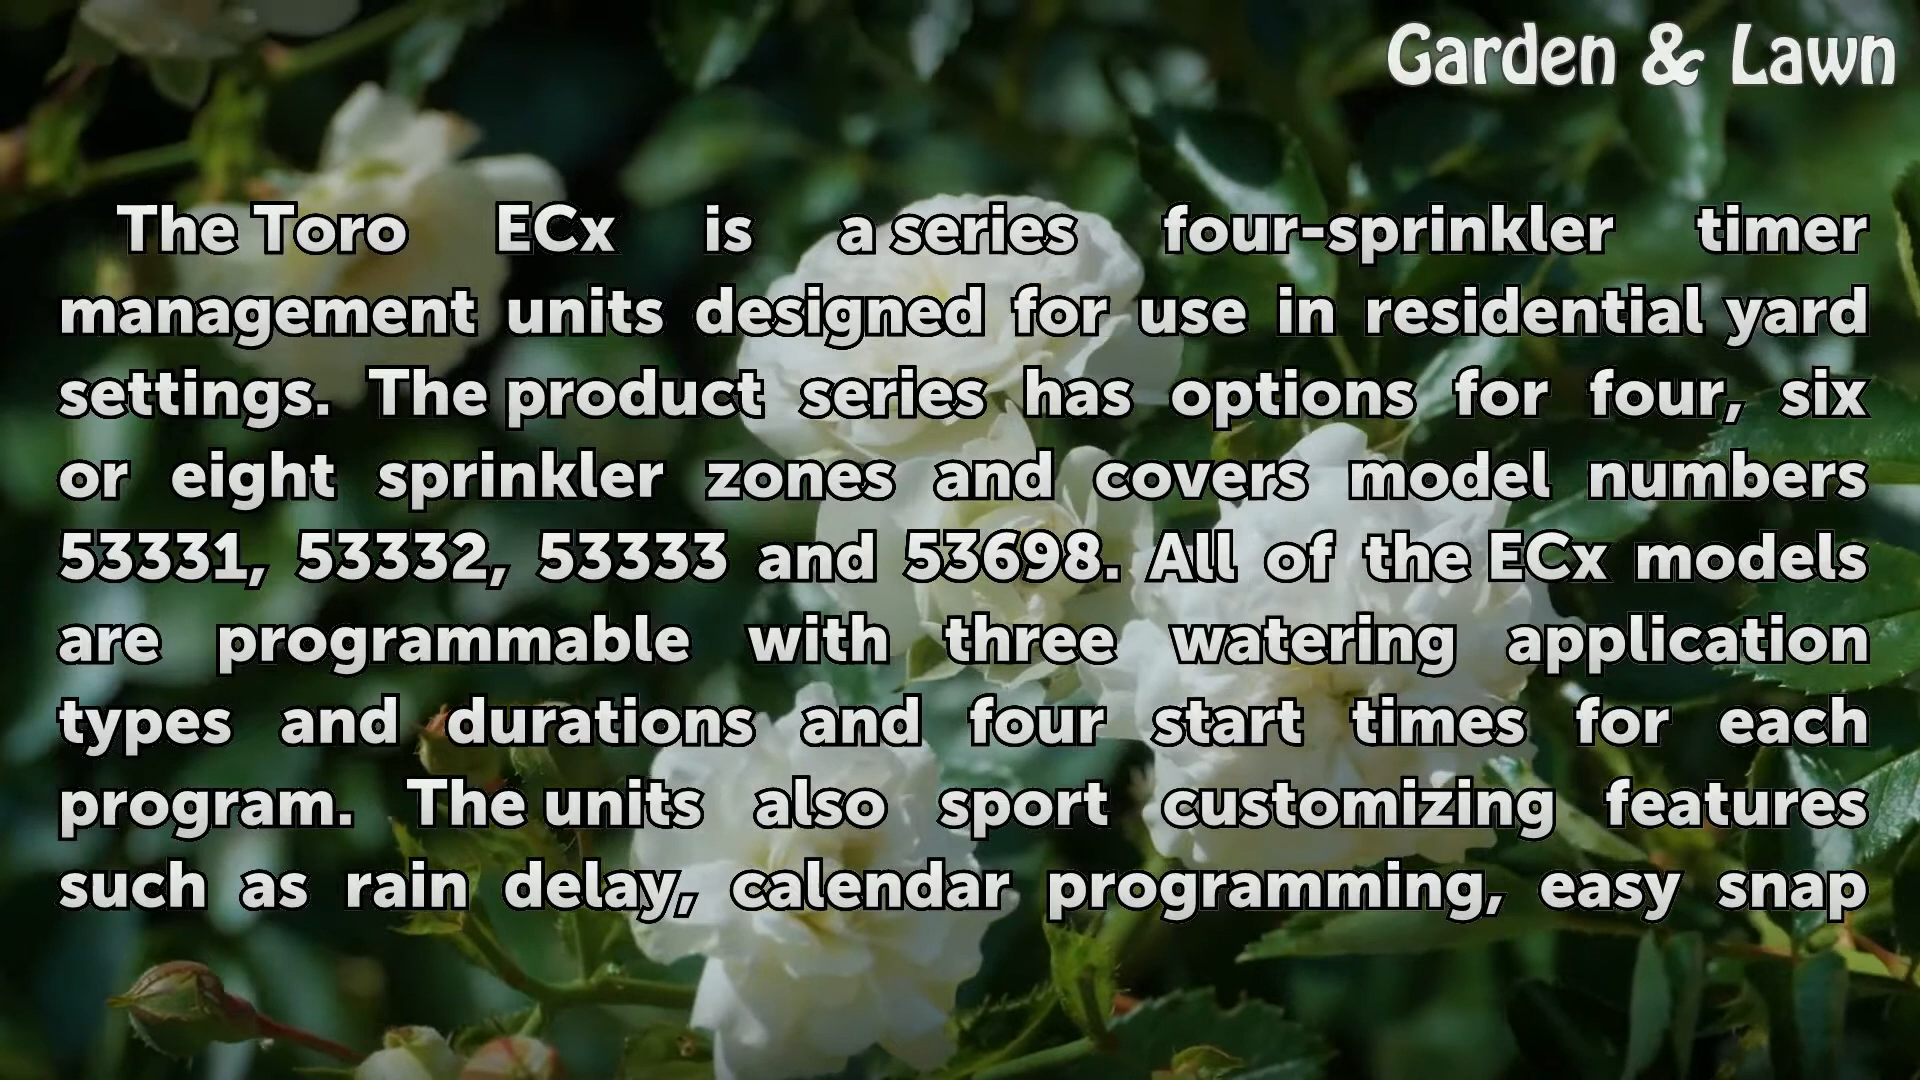 Garden & Lawn
The Toro ECx is a series four-sprinkler timer
management units designed for use in residential yard
settings. The product series has options for four, six
or eight sprinkler zones and covers model numbers
53331, 53332, 53333 and 53698. All of the ECx models
are programmable with three watering application
types and durations and four start times for each
program. The units also sport customizing features
such as rain delay, calendar programming, easy snap